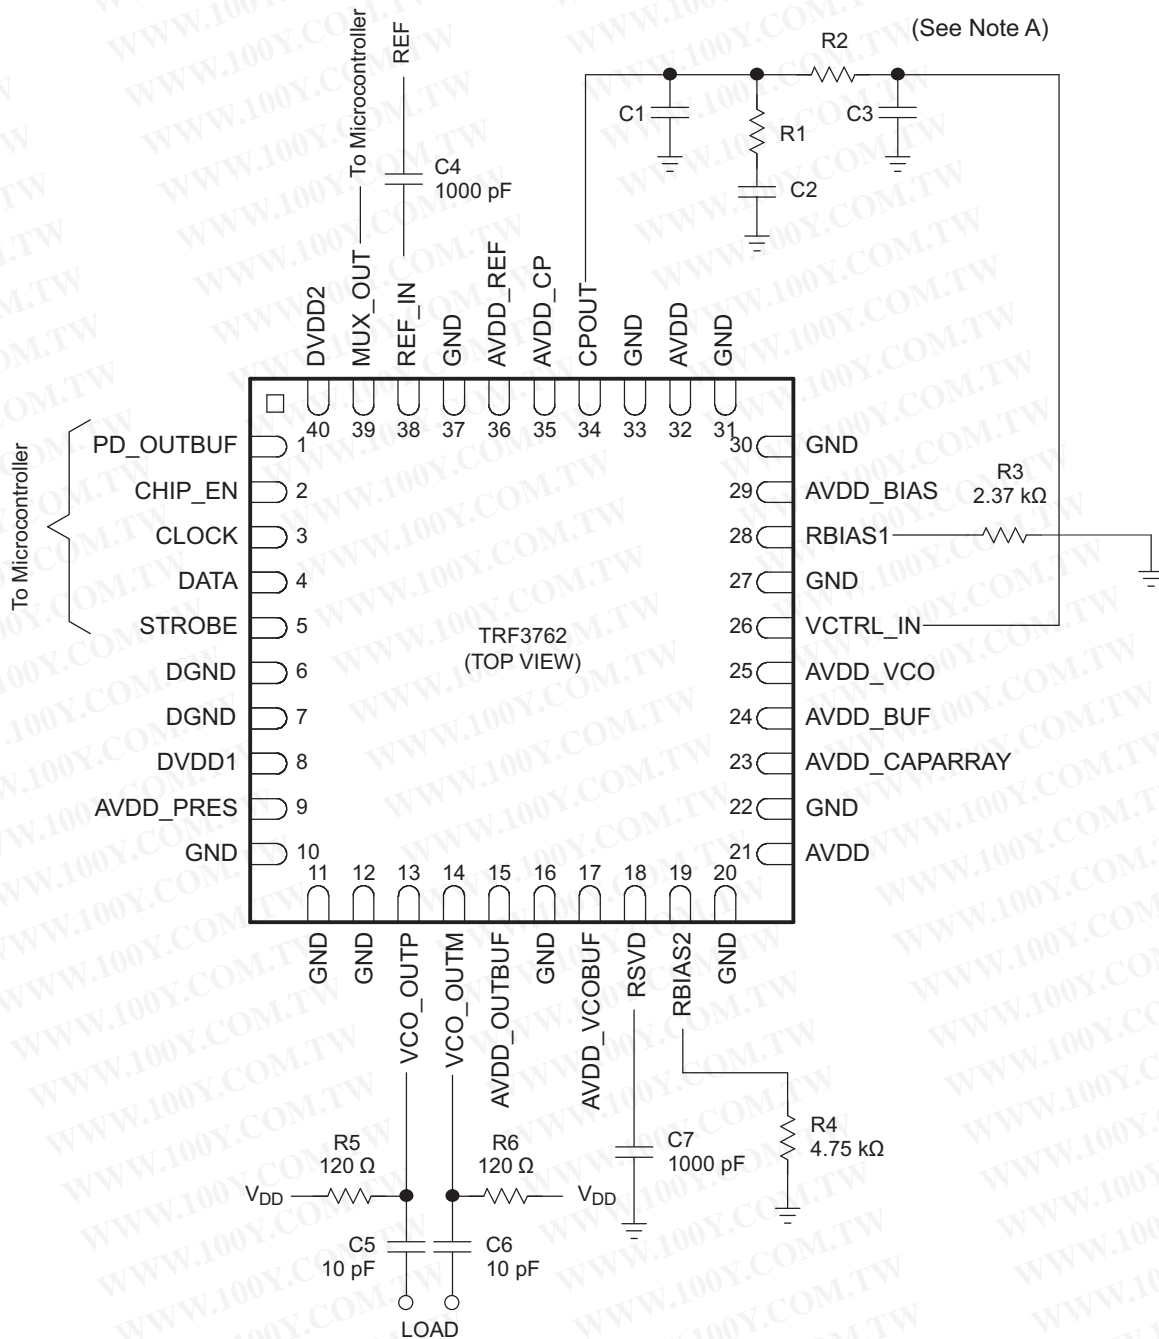 (See Note A)
To Microcontroller
REF
R2
C1
R1
C3
C2
C4
1000 pF
DVDD2
MUX_OUT
REF_IN
GND
AVDD_REF
AVDD_CP
CPOUT
GND
AVDD
GND
40
39
38
37
36
35
34
33
32
31
To Microcontroller
PD_OUTBUF
1
CHIP_EN
2
CLOCK
3
DATA
4
STROBE
5
DGND
6
DGND
7
DVDD1
8
AVDD_PRES
9
GND
10
TRF3762
(TOP VIEW)
30
GND
29
AVDD_BIAS
28
RBIAS1
27
GND
26
VCTRL_IN
25
AVDD_VCO
24
AVDD_BUF
23
AVDD_CAPARRAY
22
GND
21
AVDD
R3
2.37 kΩ
11
12
13
14
15
16
17
18
19
20
GND
GND
VCO_OUTP
VCO_OUTM
AVDD_OUTBUF
GND
AVDD_VCOBUF
RSVD
RBIAS2
GND
R5
120 Ω
R6
120 Ω
VDD
VDD
C5
10 pF
C6
10 pF
LOAD
C7
1000 pF
R4
4.75 kΩ
WWW.100Y.COM.TW